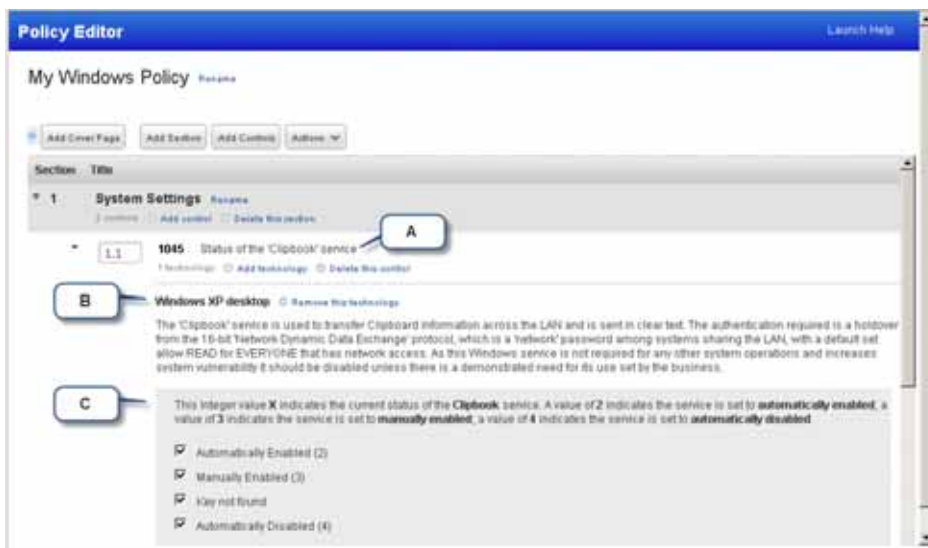 Policy Editor
Launch Help
My Windows Policy Rename
Add Cover Page Add Section Add Controls Actions
Section Title
1 System Settings Rename
2 controls Add control Delete this section
A
1.1 1045 Status of the 'Clipbook' service
1 technology Add technology Delete this control
B
Windows XP desktop Remove this technology
The 'Clipbook' service is used to transfer Clipboard information across the LAN and is sent in clear text. The authentication required is a holdover
from the 16-bit 'Network Dynamic Data Exchange' protocol, which is a 'network' password among systems sharing the LAN, with a default set
allow READ for EVERYONE that has network access. As this Windows service is not required for any other system operations and increases
system vulnerability it should be disabled unless there is a demonstrated need for its use set by the business.
C
This Integer value X indicates the current status of the Clipbook service. A value of 2 indicates the service is set to automatically enabled; a
value of 3 indicates the service is set to manually enabled; a value of 4 indicates the service is set to automatically disabled
Automatically Enabled (2)
Manually Enabled (3)
Key not found
Automatically Disabled (4)